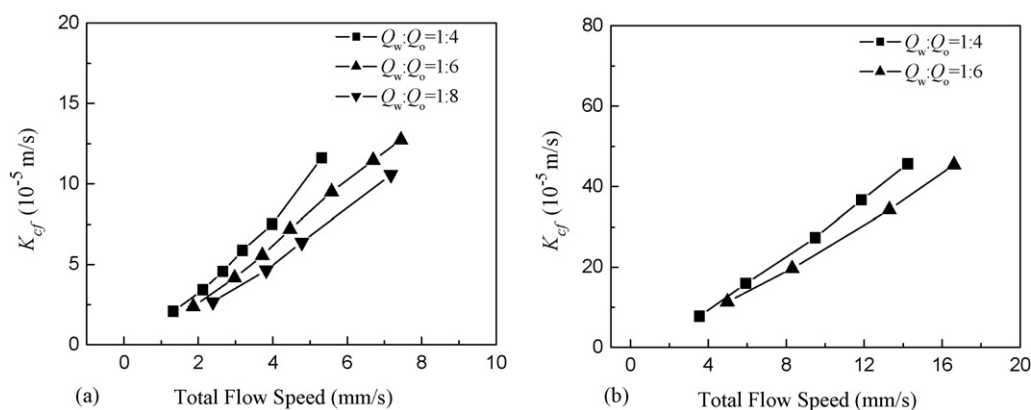 20
15
10
5
0
K_cf (10^-5 m/s)
Q_w:Q_o=1:4
Q_w:Q_o=1:6
Q_w:Q_o=1:8
0 2 4 6 8 10
(a) Total Flow Speed (mm/s)
80
60
40
20
0
K_cf (10^-5 m/s)
Q_w:Q_o=1:4
Q_w:Q_o=1:6
0 4 8 12 16 20
(b) Total Flow Speed (mm/s)